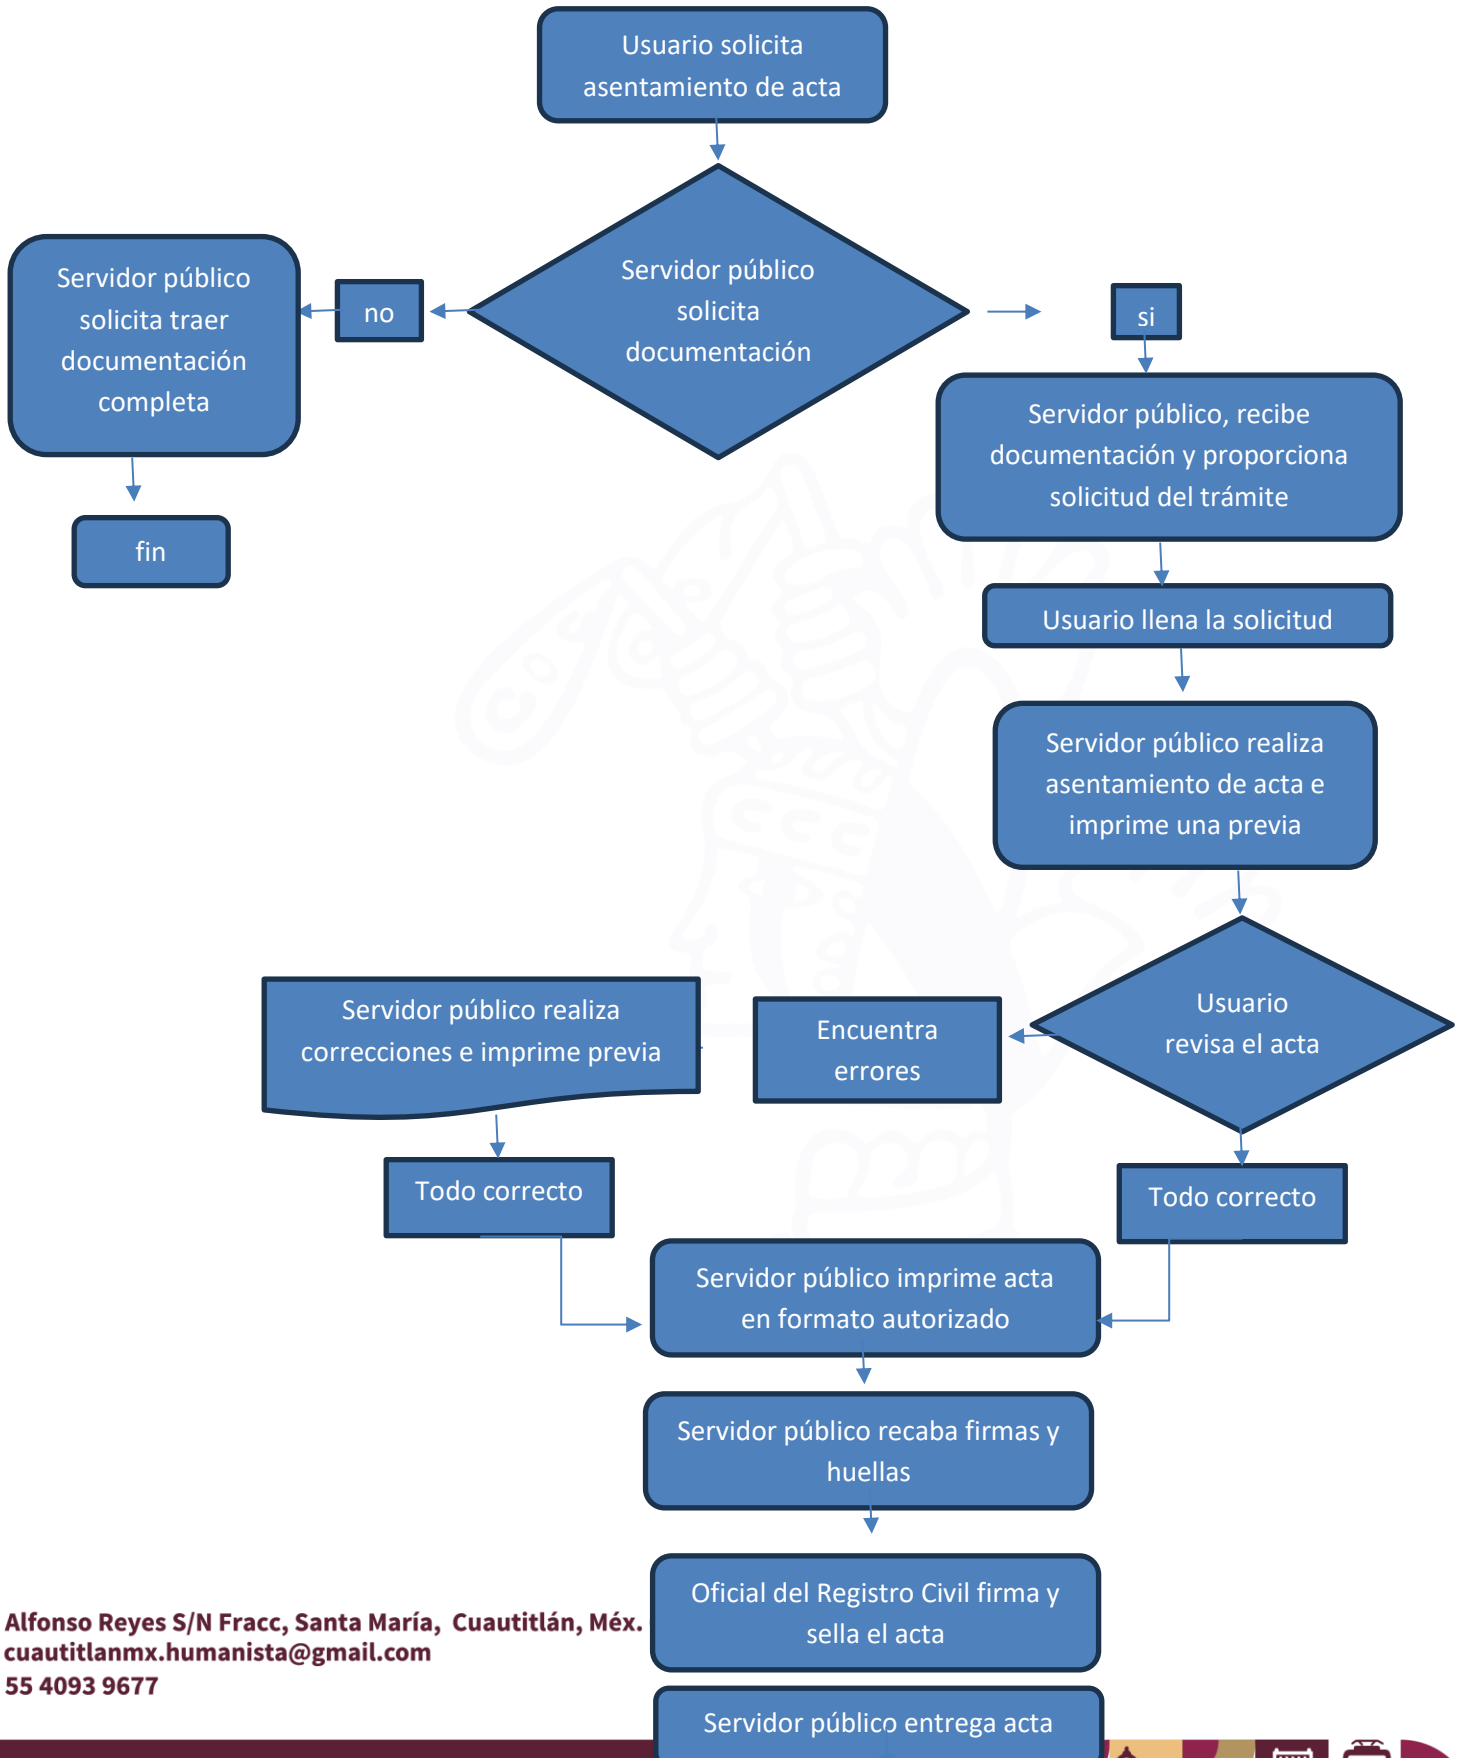 Usuario solicita
asentamiento de acta
Servidor público
solicita
documentación
no
Servidor público
solicita traer
documentación
completa
fin
si
Servidor público, recibe
documentación y proporciona
solicitud del trámite
Usuario llena la solicitud
Servidor público realiza
asentamiento de acta e
imprime una previa
Usuario
revisa el acta
Encuentra
errores
Servidor público realiza
correcciones e imprime previa
Todo correcto
Todo correcto
Servidor público imprime acta
en formato autorizado
Servidor público recaba firmas y
huellas
Oficial del Registro Civil firma y
sella el acta
Servidor público entrega acta
Alfonso Reyes S/N Fracc, Santa María, Cuautitlán, Méx.
cuautitlanmx.humanista@gmail.com
55 4093 9677